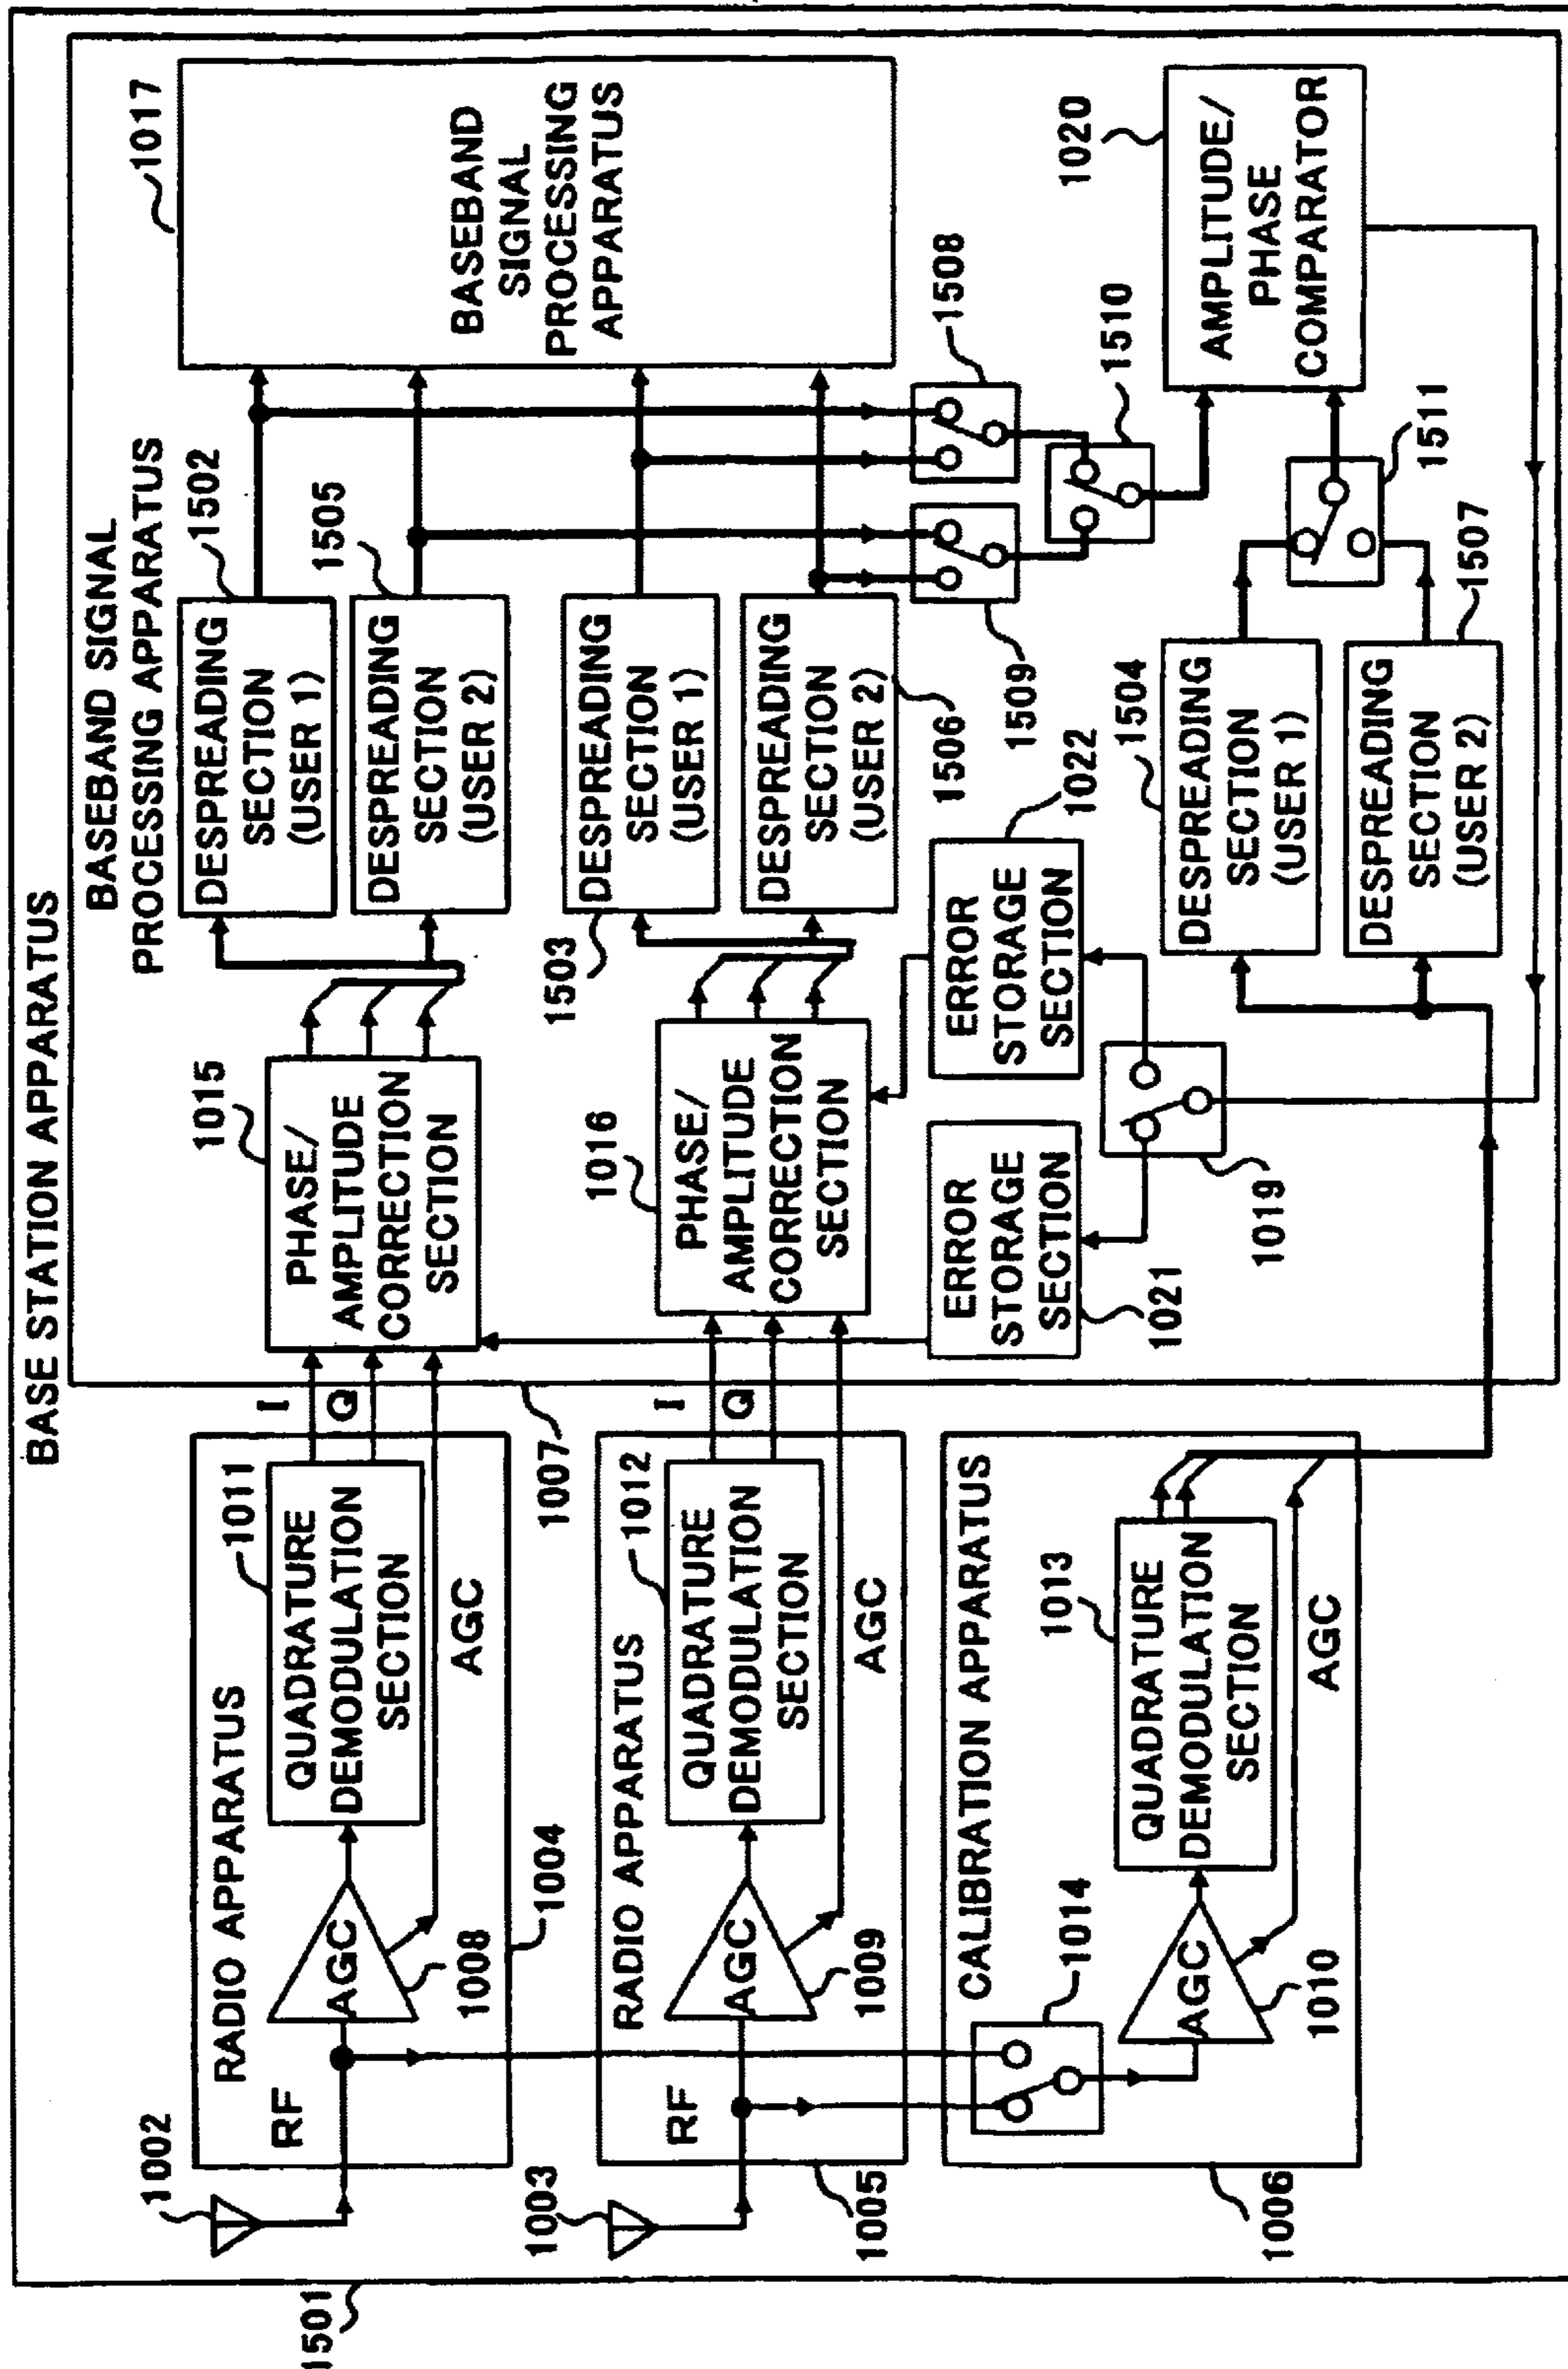 BASE STATION APPARATUS
1501
1002
1003
RADIO APPARATUS
RF
AGC
1008
1004
1011
QUADRATURE
DEMODULATION
SECTION
AGC
I
Q
RADIO APPARATUS
RF
AGC
1009
1005
1012
QUADRATURE
DEMODULATION
SECTION
AGC
I
Q
CALIBRATION APPARATUS
1014
AGC
1010
1006
1013
QUADRATURE
DEMODULATION
SECTION
AGC
1007
BASEBAND SIGNAL
PROCESSING APPARATUS
1015
PHASE/
AMPLITUDE
CORRECTION
SECTION
1016
PHASE/
AMPLITUDE
CORRECTION
SECTION
ERROR
STORAGE
SECTION
1021
ERROR
STORAGE
SECTION
1022
1019
1502
DESPREADING
SECTION
(USER 1)
1505
DESPREADING
SECTION
(USER 2)
1503
DESPREADING
SECTION
(USER 1)
DESPREADING
SECTION
(USER 2)
1506
1504
DESPREADING
SECTION
(USER 1)
DESPREADING
SECTION
(USER 2)
1507
1508
1509
1510
1511
1017
BASEBAND
SIGNAL
PROCESSING
APPARATUS
1020
AMPLITUDE/
PHASE
COMPARATOR